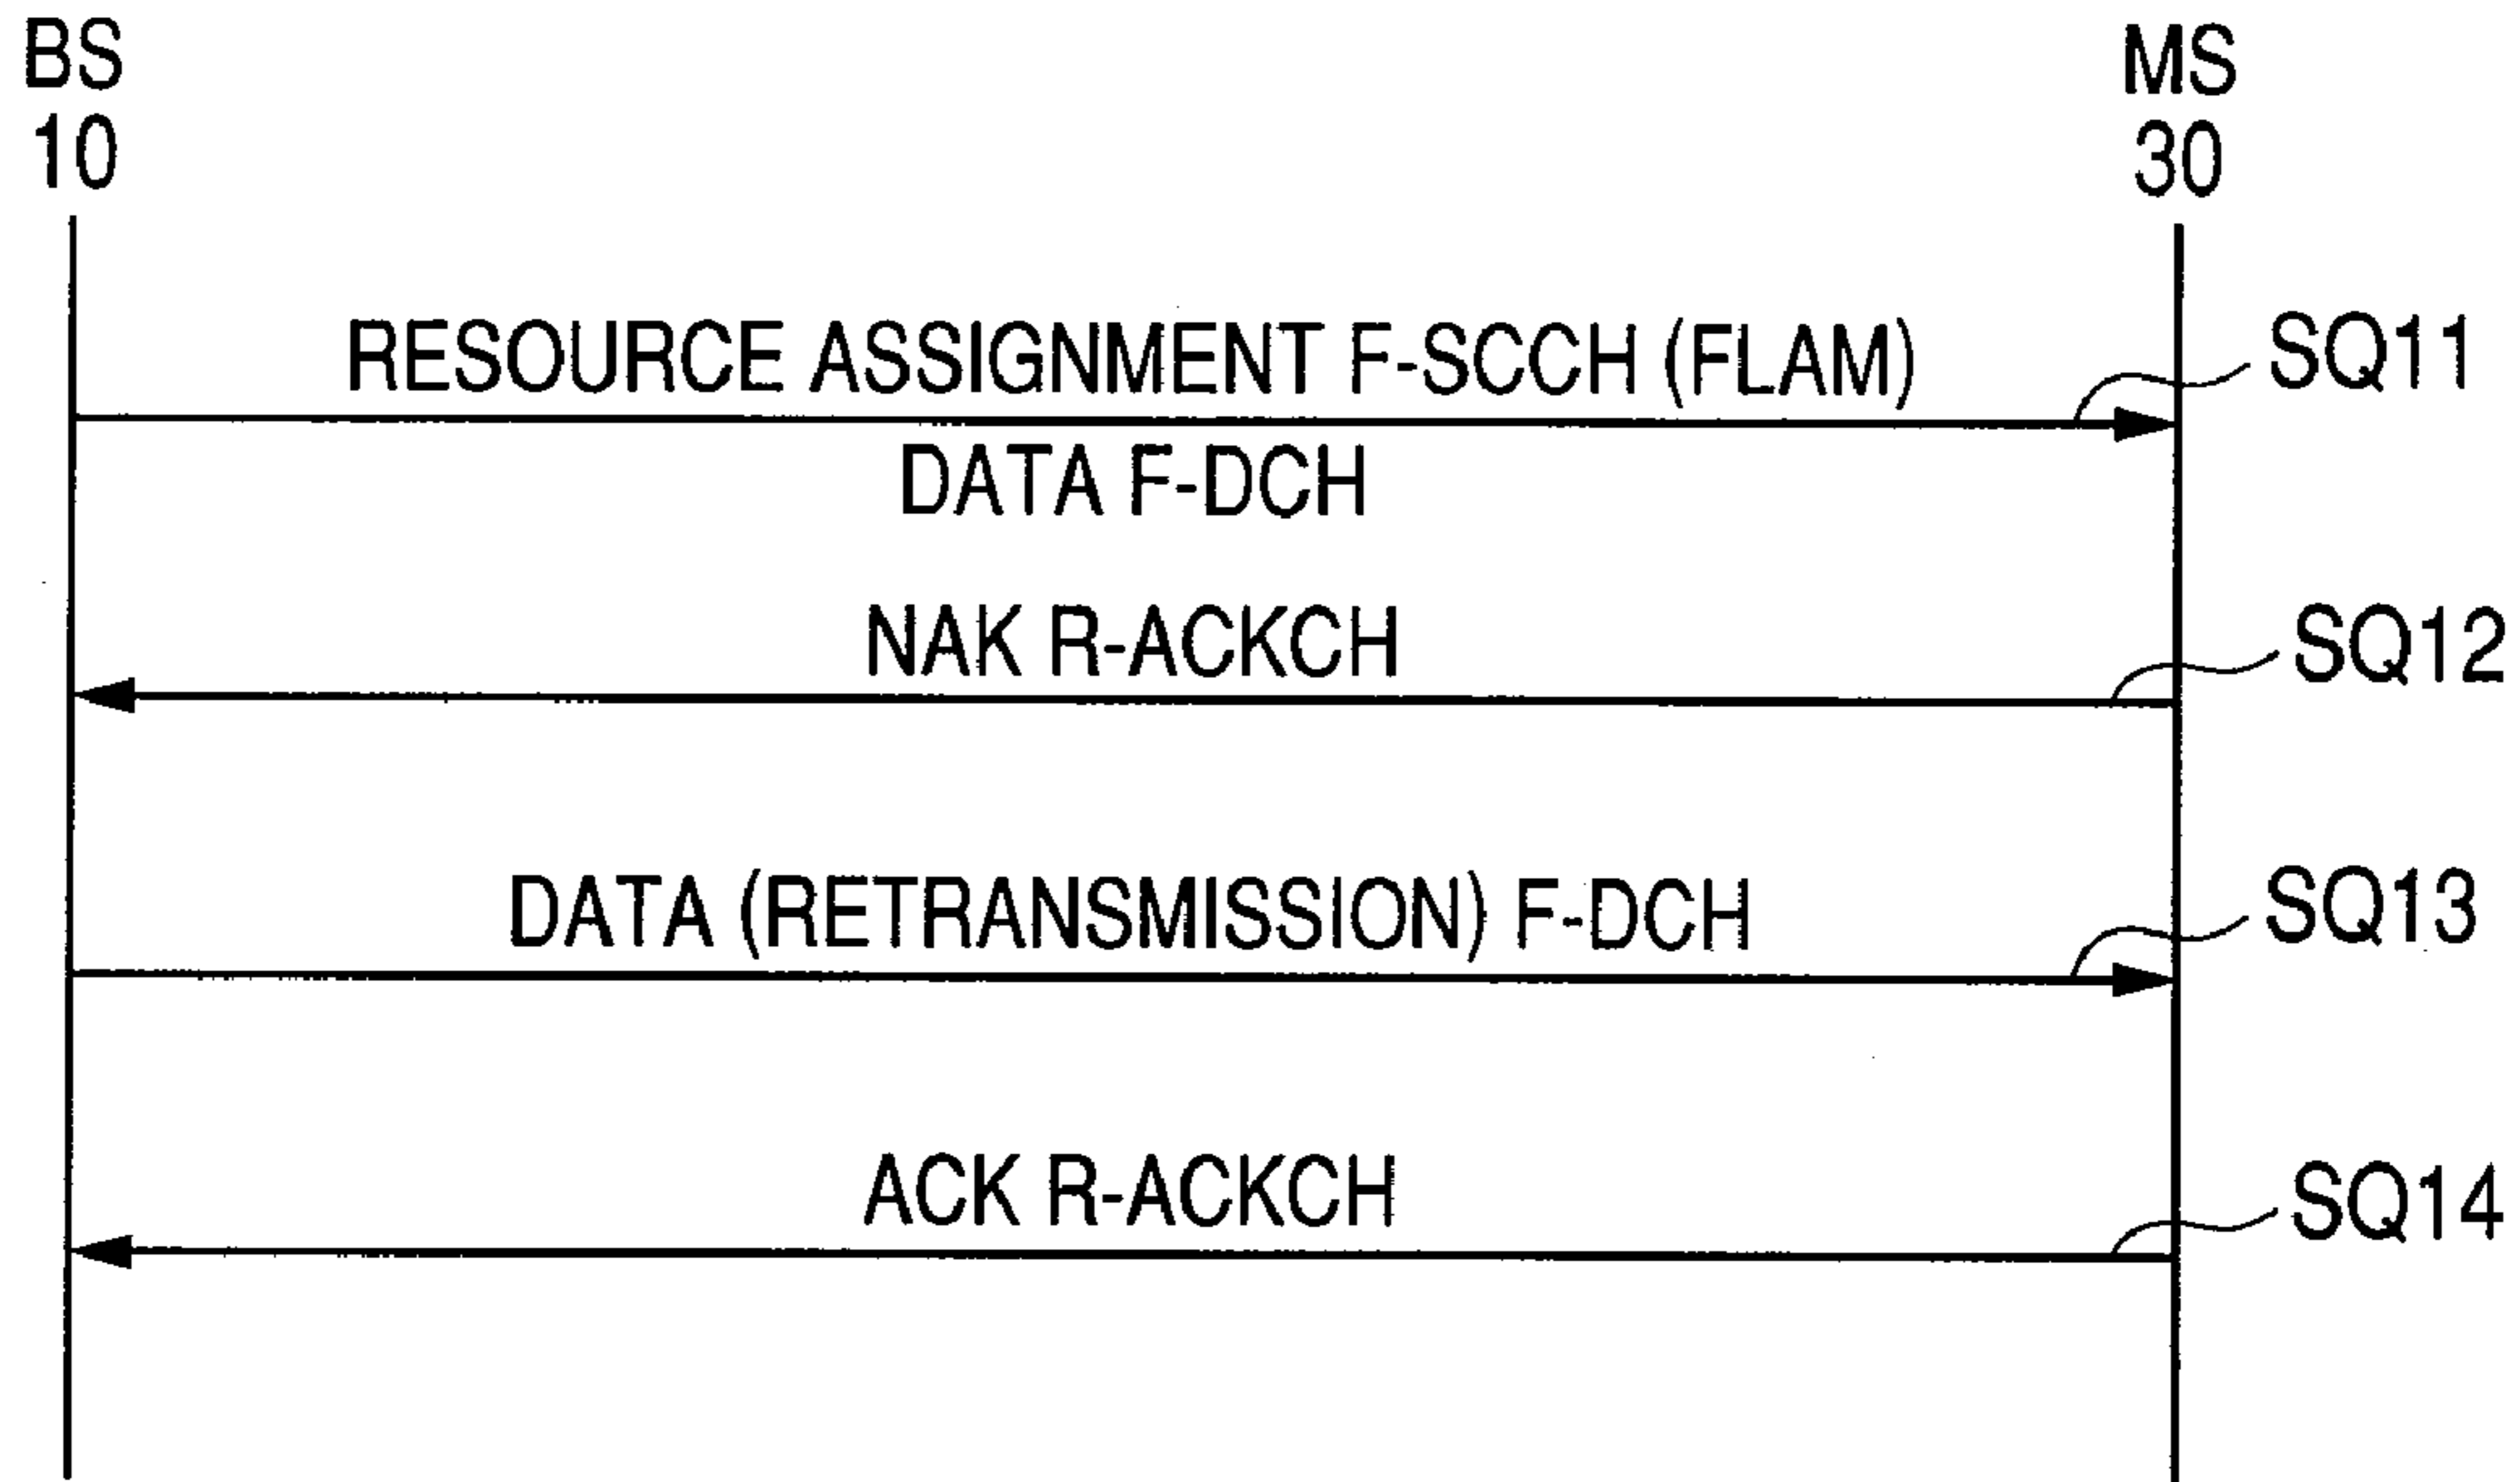 BS
10
MS
30
RESOURCE ASSIGNMENT F-SCCH (FLAM)
SQ11
DATA F-DCH
NAK R-ACKCH
SQ12
DATA (RETRANSMISSION) F-DCH
SQ13
ACK R-ACKCH
SQ14